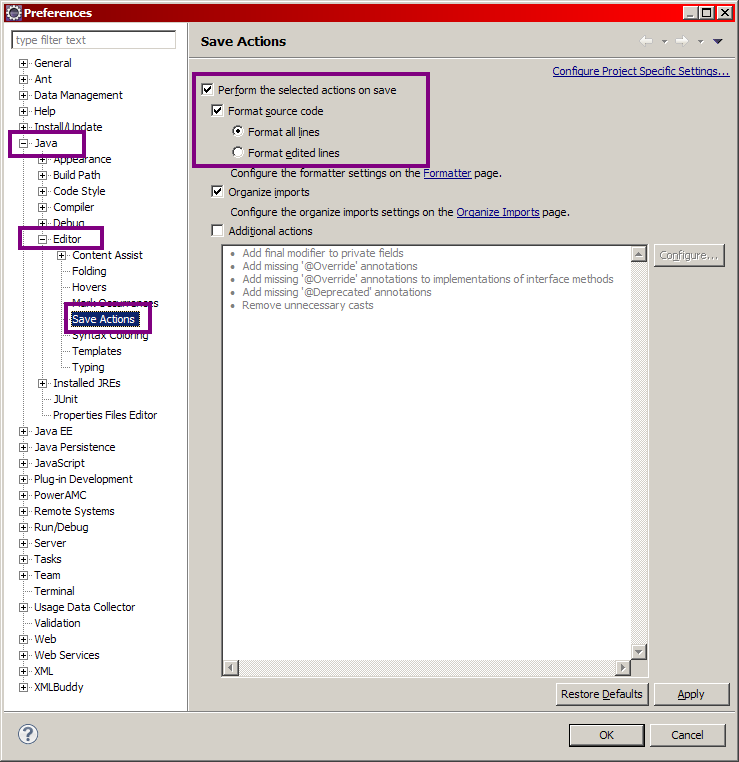 Preferences
type filter text
General
Ant
Data Management
Help
Install/Update
Java
Appearance
Build Path
Code Style
Compiler
Debug
Editor
Content Assist
Folding
Hovers
Mark Occurrences
Save Actions
Syntax Coloring
Templates
Typing
Installed JREs
JUnit
Properties Files Editor
Java EE
Java Persistence
JavaScript
Plug-in Development
PowerAMC
Remote Systems
Run/Debug
Server
Tasks
Team
Terminal
Usage Data Collector
Validation
Web
Web Services
XML
XMLBuddy
Save Actions
Configure Project Specific Settings...
Perform the selected actions on save
Format source code
Format all lines
Format edited lines
Configure the formatter settings on the Formatter page.
Organize imports
Configure the organize imports settings on the Organize Imports page.
Additional actions
Add final modifier to private fields
Add missing '@Override' annotations
Add missing '@Override' annotations to implementations of interface methods
Add missing '@Deprecated' annotations
Remove unnecessary casts
Configure...
Restore Defaults
Apply
?
OK
Cancel